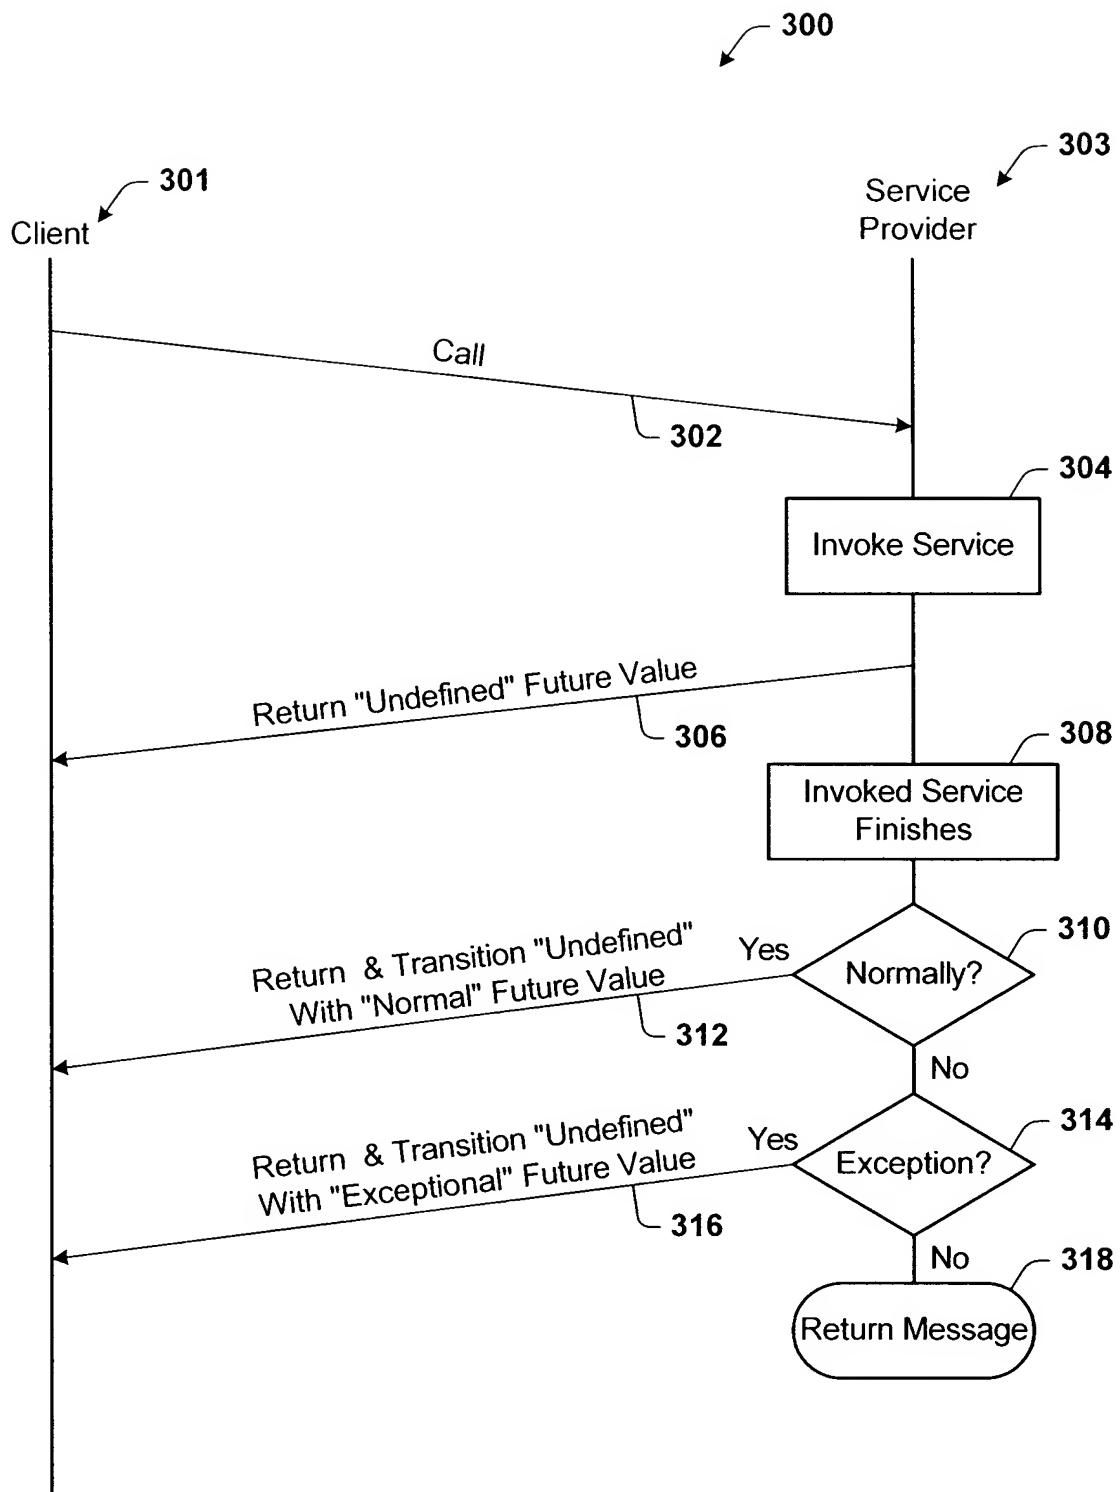 300
303
301
Service
Provider
Client
Call
302
304
Invoke Service
Return "Undefined" Future Value
306
308
Invoked Service
Finishes
310
Return & Transition "Undefined"
With "Normal" Future Value
Yes
Normally?
312
No
314
Return & Transition "Undefined"
With "Exceptional" Future Value
Yes
Exception?
316
No
318
Return Message